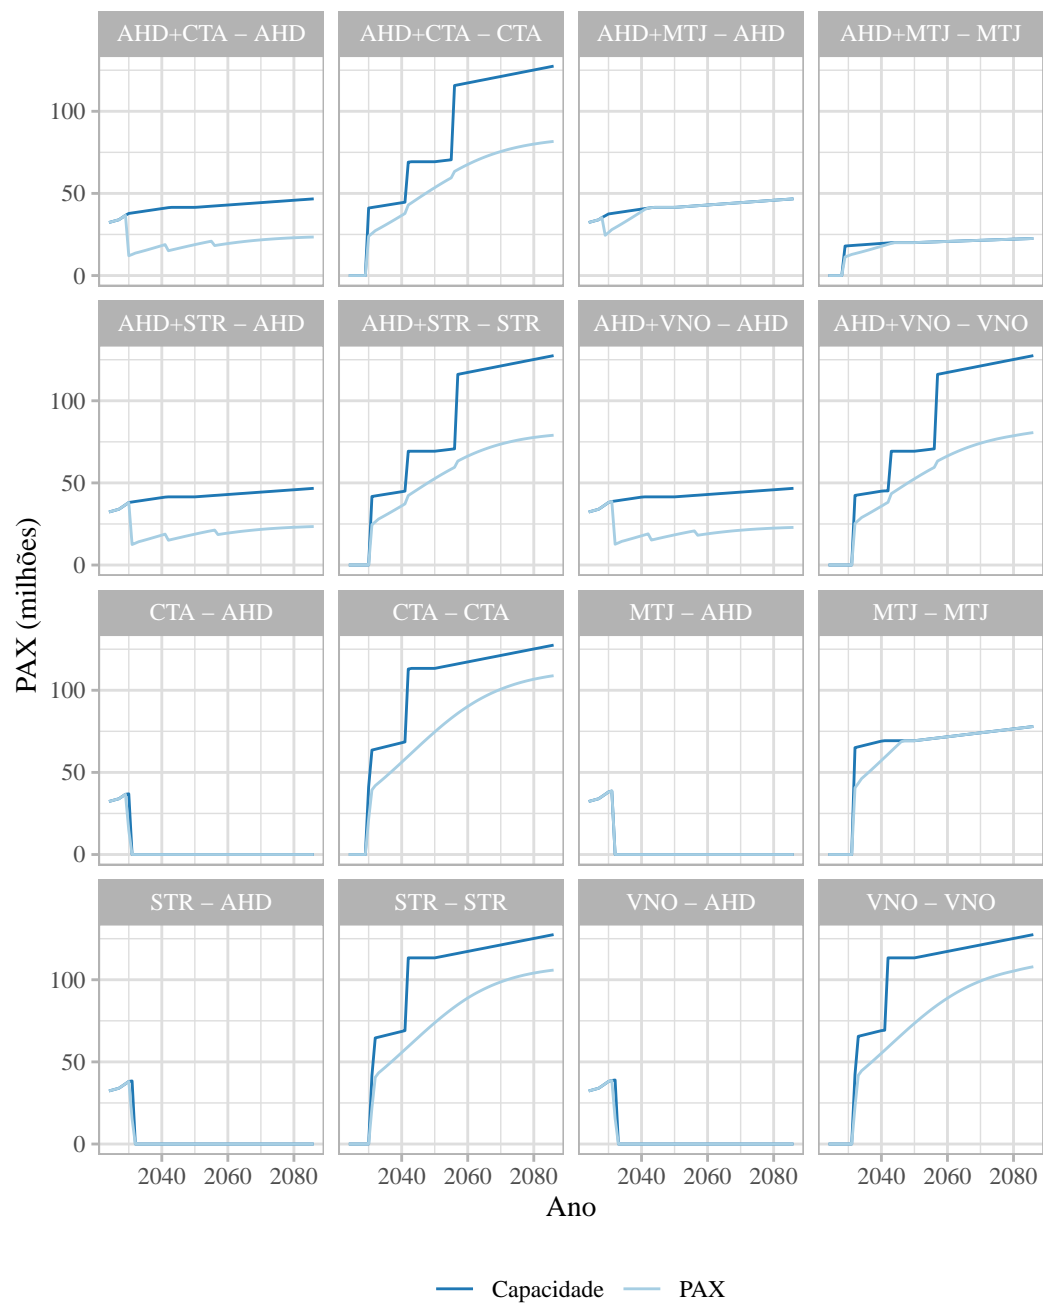 AHD+CTA – AHD
AHD+CTA – CTA
AHD+MTJ – AHD
AHD+MTJ – MTJ
100
50
0
AHD+STR – AHD
AHD+STR – STR
AHD+VNO – AHD
AHD+VNO – VNO
100
50
0
PAX (milhões)
CTA – AHD
CTA – CTA
MTJ – AHD
MTJ – MTJ
100
50
0
STR – AHD
STR – STR
VNO – AHD
VNO – VNO
100
50
0
2040 2060 2080
2040 2060 2080
2040 2060 2080
2040 2060 2080
Ano
Capacidade
PAX